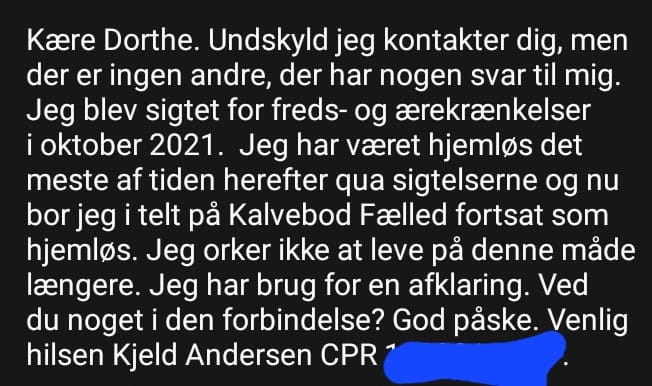 Kære Dorthe. Undskyld jeg kontakter dig, men
der er ingen andre, der har nogen svar til mig.
Jeg blev sigtet for freds- og ærekrænkelser
i oktober 2021.  Jeg har været hjemløs det
meste af tiden herefter qua sigtelserne og nu
bor jeg i telt på Kalvebod Fælled fortsat som
hjemløs. Jeg orker ikke at leve på denne måde
længere. Jeg har brug for en afklaring. Ved
du noget i den forbindelse? God påske. Venlig
hilsen Kjeld Andersen CPR .